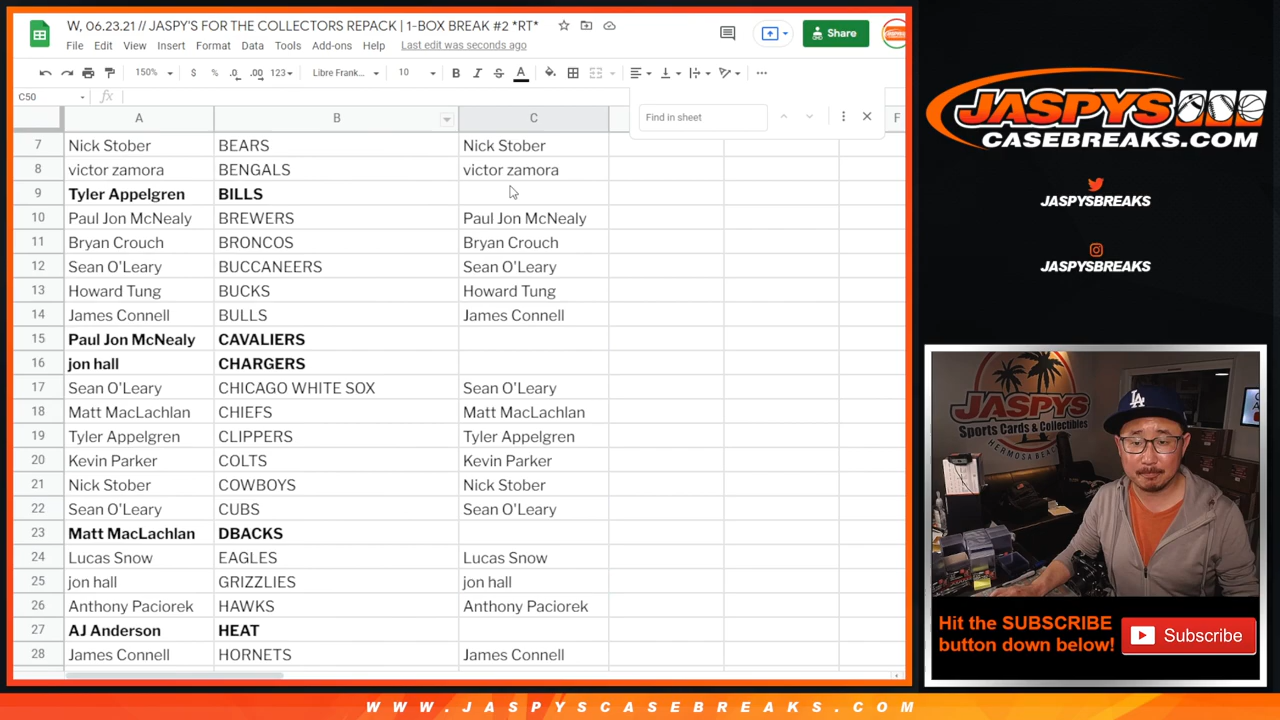 W, 06.23.21 // JASPY'S FOR THE COLLECTORS REPACK | 1-BOX BREAK #2 *RT*
File Edit View Insert Format Data Tools Add-ons Help Last edit was seconds ago
Share
150% $ % .0 .00 123 Libre Frank... 10 B I S A
C50 fx
Find in sheet
A B C F
7 Nick Stober BEARS Nick Stober
8 victor zamora BENGALS victor zamora
9 Tyler Appelgren BILLS
10 Paul Jon McNealy BREWERS Paul Jon McNealy
11 Bryan Crouch BRONCOS Bryan Crouch
12 Sean O'Leary BUCCANEERS Sean O'Leary
13 Howard Tung BUCKS Howard Tung
14 James Connell BULLS James Connell
15 Paul Jon McNealy CAVALIERS
16 jon hall CHARGERS
17 Sean O'Leary CHICAGO WHITE SOX Sean O'Leary
18 Matt MacLachlan CHIEFS Matt MacLachlan
19 Tyler Appelgren CLIPPERS Tyler Appelgren
20 Kevin Parker COLTS Kevin Parker
21 Nick Stober COWBOYS Nick Stober
22 Sean O'Leary CUBS Sean O'Leary
23 Matt MacLachlan DBACKS
24 Lucas Snow EAGLES Lucas Snow
25 jon hall GRIZZLIES jon hall
26 Anthony Paciorek HAWKS Anthony Paciorek
27 AJ Anderson HEAT
28 James Connell HORNETS James Connell
JASPYS
CASEBREAKS.COM
JASPYSBREAKS
JASPYSBREAKS
JASPYS
Sports Cards & Collectibles
HERMOSA BEACH
LA
Hit the SUBSCRIBE
button down below!
Subscribe
WWW.JASPYSCASEBREAKS.COM